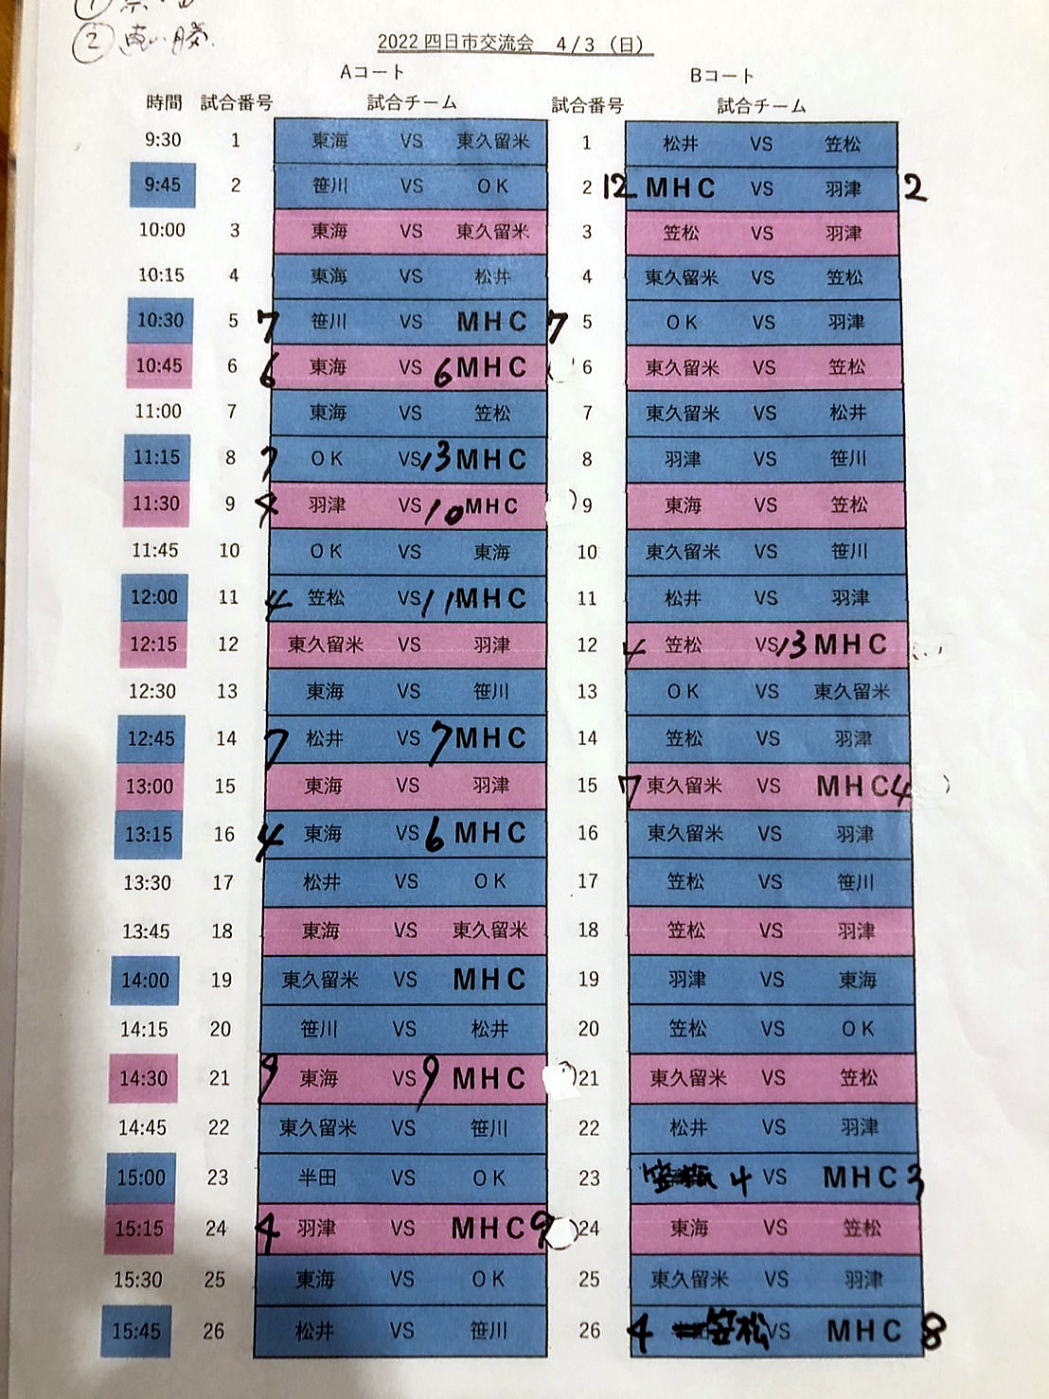 ①
② 東小 勝
2022 四日市交流会 4/3 (日)
Aコート Bコート
時間 試合番号 試合チーム 試合番号 試合チーム
9:30 1 東海 VS 東久留米 1 松井 VS 笠松
9:45 2 笹川 VS OK 2 12 MHC VS 羽津 2
10:00 3 東海 VS 東久留米 3 笠松 VS 羽津
10:15 4 東海 VS 松井 4 東久留米 VS 笠松
10:30 5 7 笹川 VS MHC 7 5 OK VS 羽津
10:45 6 6 東海 VS 6 MHC 6 東久留米 VS 笠松
11:00 7 東海 VS 笠松 7 東久留米 VS 松井
11:15 8 7 OK VS 13 MHC 8 羽津 VS 笹川
11:30 9 羽津 VS 10 MHC 9 東海 VS 笠松
11:45 10 OK VS 東海 10 東久留米 VS 笹川
12:00 11 4 笠松 VS 11 MHC 11 松井 VS 羽津
12:15 12 東久留米 VS 羽津 12 4 笠松 VS 13 MHC
12:30 13 東海 VS 笹川 13 OK VS 東久留米
12:45 14 7 松井 VS 7 MHC 14 笠松 VS 羽津
13:00 15 東海 VS 羽津 15 7 東久留米 VS MHC 4
13:15 16 4 東海 VS 6 MHC 16 東久留米 VS 羽津
13:30 17 松井 VS OK 17 笠松 VS 笹川
13:45 18 東海 VS 東久留米 18 笠松 VS 羽津
14:00 19 東久留米 VS MHC 19 羽津 VS 東海
14:15 20 笹川 VS 松井 20 笠松 VS OK
14:30 21 9 東海 VS 9 MHC 21 東久留米 VS 笠松
14:45 22 東久留米 VS 笹川 22 松井 VS 羽津
15:00 23 半田 VS OK 23 4 VS MHC 3
15:15 24 4 羽津 VS MHC 9 24 東海 VS 笠松
15:30 25 東海 VS OK 25 東久留米 VS 羽津
15:45 26 松井 VS 笹川 26 4 笠松 VS MHC 8